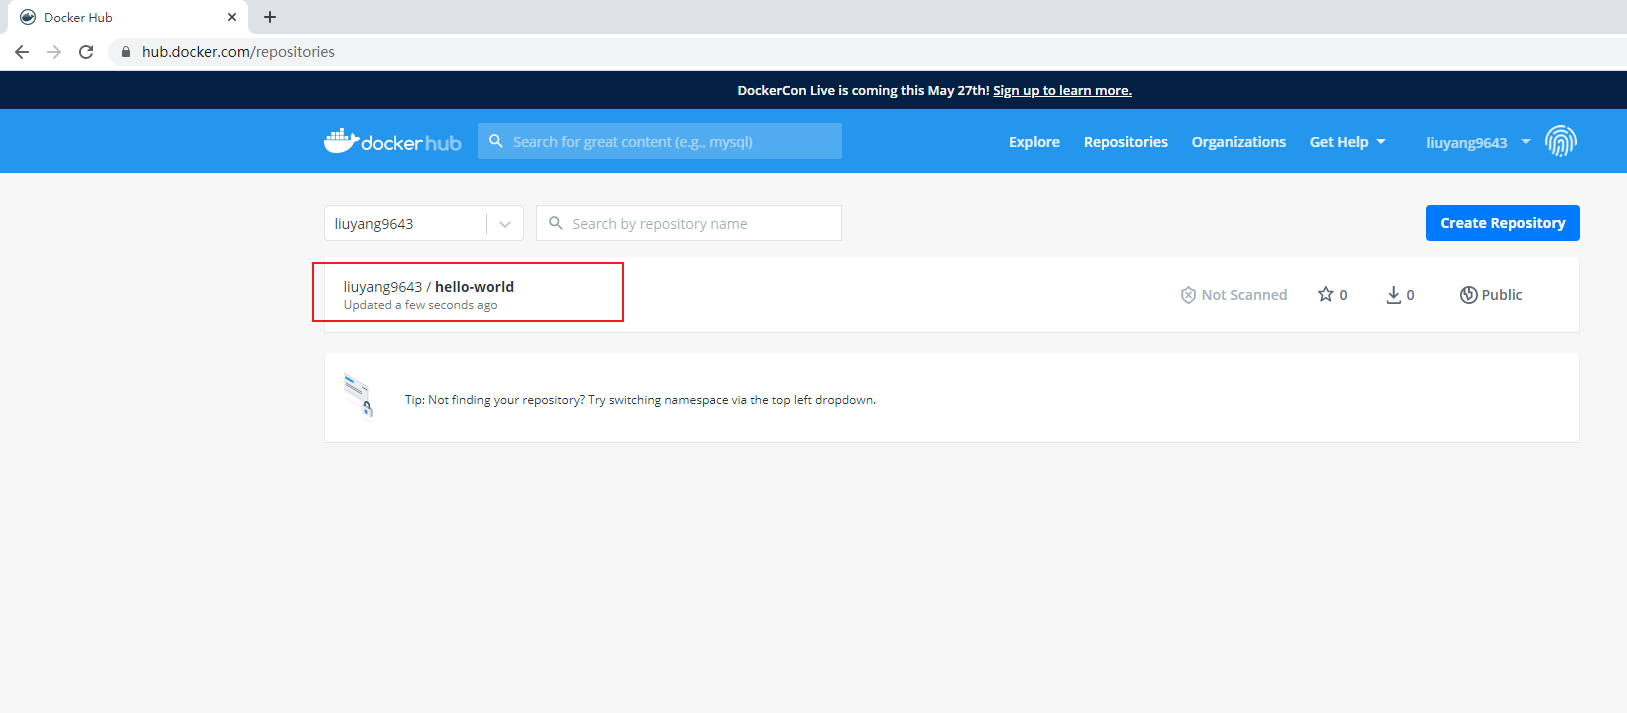 Docker Hub
hub.docker.com/repositories
DockerCon Live is coming this May 27th! Sign up to learn more.
docker hub
Search for great content (e.g., mysql)
Explore
Repositories
Organizations
Get Help
liuyang9643
liuyang9643
Search by repository name
Create Repository
liuyang9643 / hello-world
Updated a few seconds ago
Not Scanned
0
0
Public
Tip: Not finding your repository? Try switching namespace via the top left dropdown.